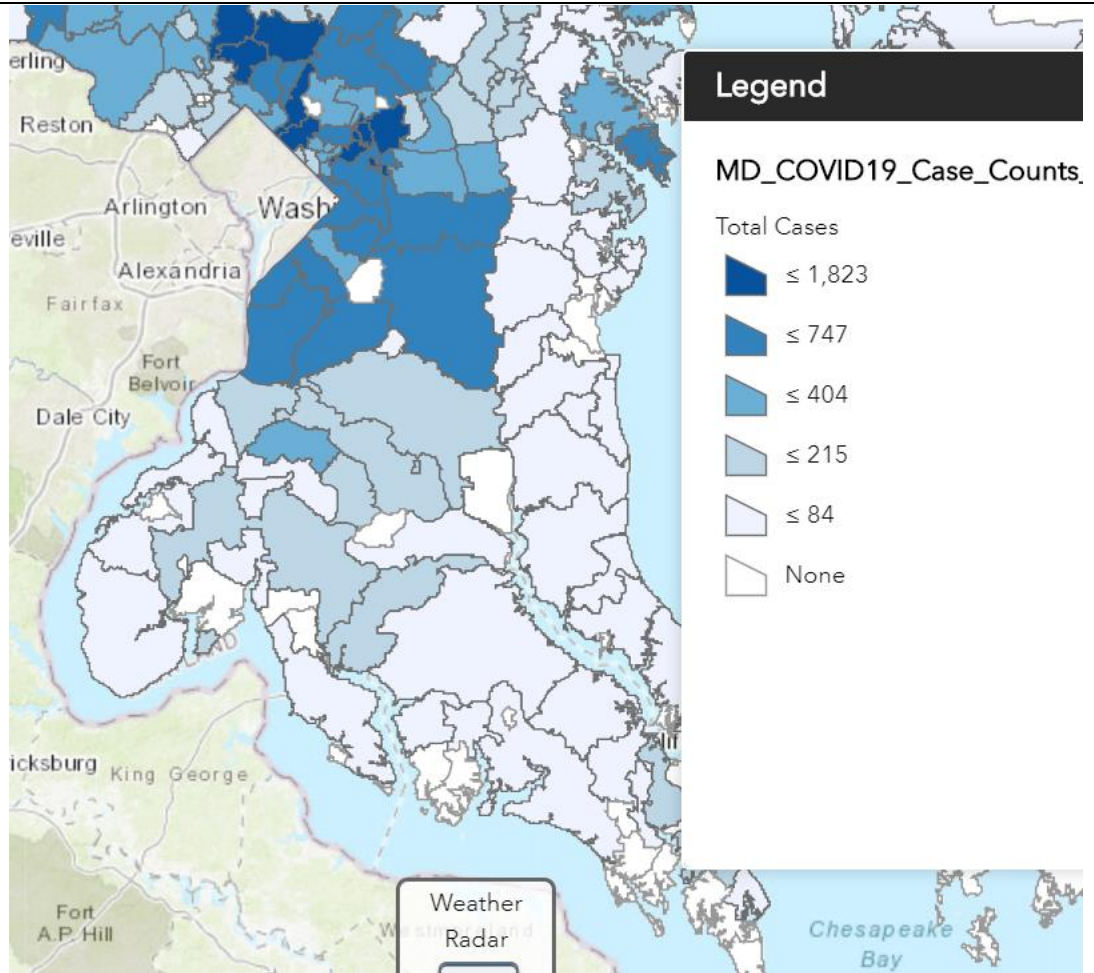 erling
Reston
Arlington
Wash
eville
Alexandria
Fairfax
Fort
Belvoir
Dale City
LAND
icksburg
King George
Fort
A.P. Hill
Weather
Radar
Chesapeake
Bay
Legend
MD_COVID19_Case_Counts_
Total Cases
≤ 1,823
≤ 747
≤ 404
≤ 215
≤ 84
None